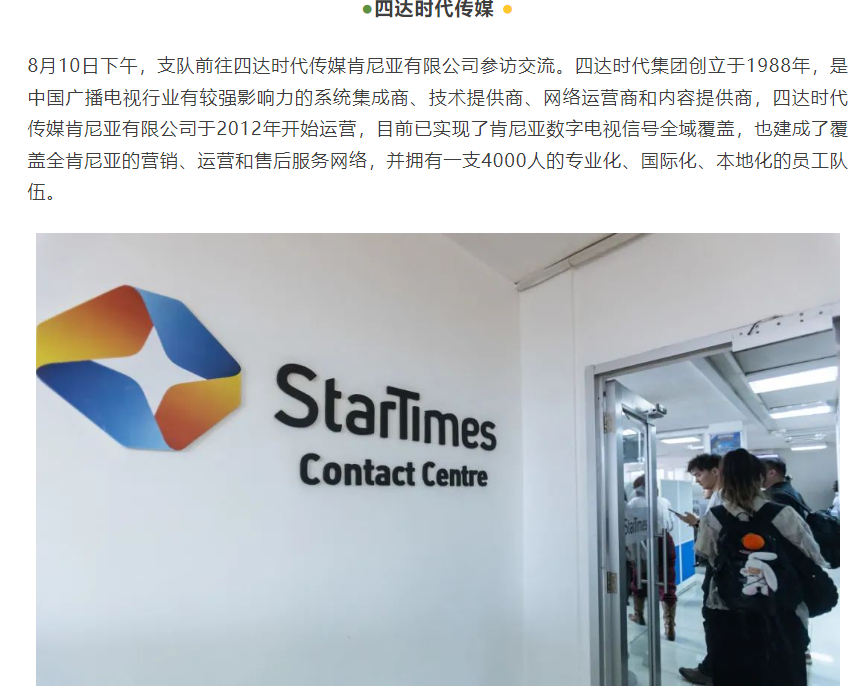 四达时代传媒
8月10日下午，支队前往四达时代传媒肯尼亚有限公司参访交流。四达时代集团创立于1988年，是
中国广播电视行业有较强影响力的系统集成商、技术提供商、网络运营商和内容提供商，四达时代
传媒肯尼亚有限公司于2012年开始运营，目前已实现了肯尼亚数字电视信号全域覆盖，也建成了覆
盖全肯尼亚的营销、运营和售后服务网络，并拥有一支4000人的专业化、国际化、本地化的员工队
伍。
StarTimes
Contact Centre
StarTimes